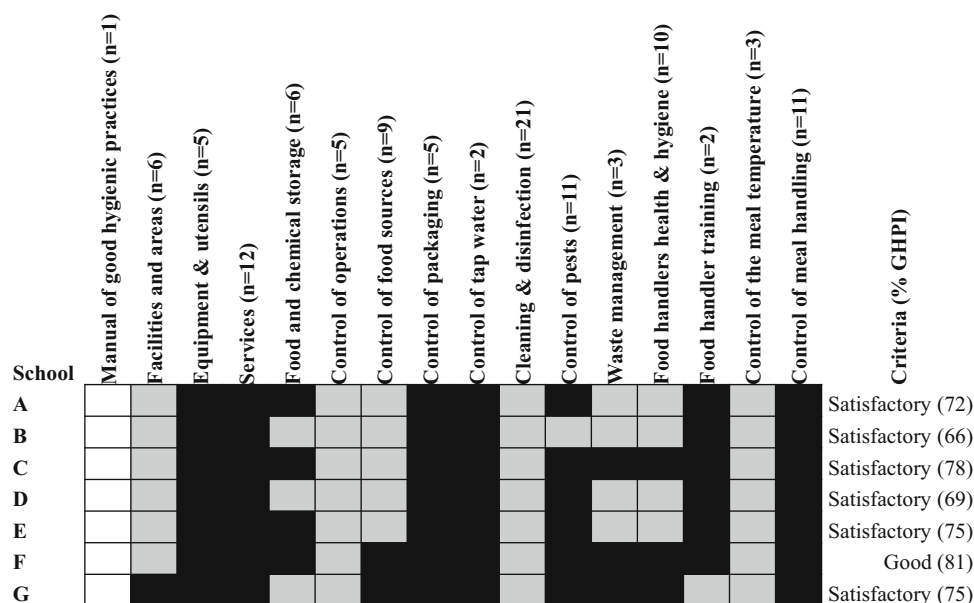 Manual of good hygienic practices (n=1)
Facilities and areas (n=6)
Equipment & utensils (n=5)
Services (n=12)
Food and chemical storage (n=6)
Control of operations (n=5)
Control of food sources (n=9)
Control of packaging (n=5)
Control of tap water (n=2)
Cleaning & disinfection (n=21)
Control of pests (n=11)
Waste management (n=3)
Food handlers health & hygiene (n=10)
Food handler training (n=2)
Control of the meal temperature (n=3)
Control of meal handling (n=11)
Criteria (% GHPI)
School
A Satisfactory (72)
B Satisfactory (66)
C Satisfactory (78)
D Satisfactory (69)
E Satisfactory (75)
F Good (81)
G Satisfactory (75)